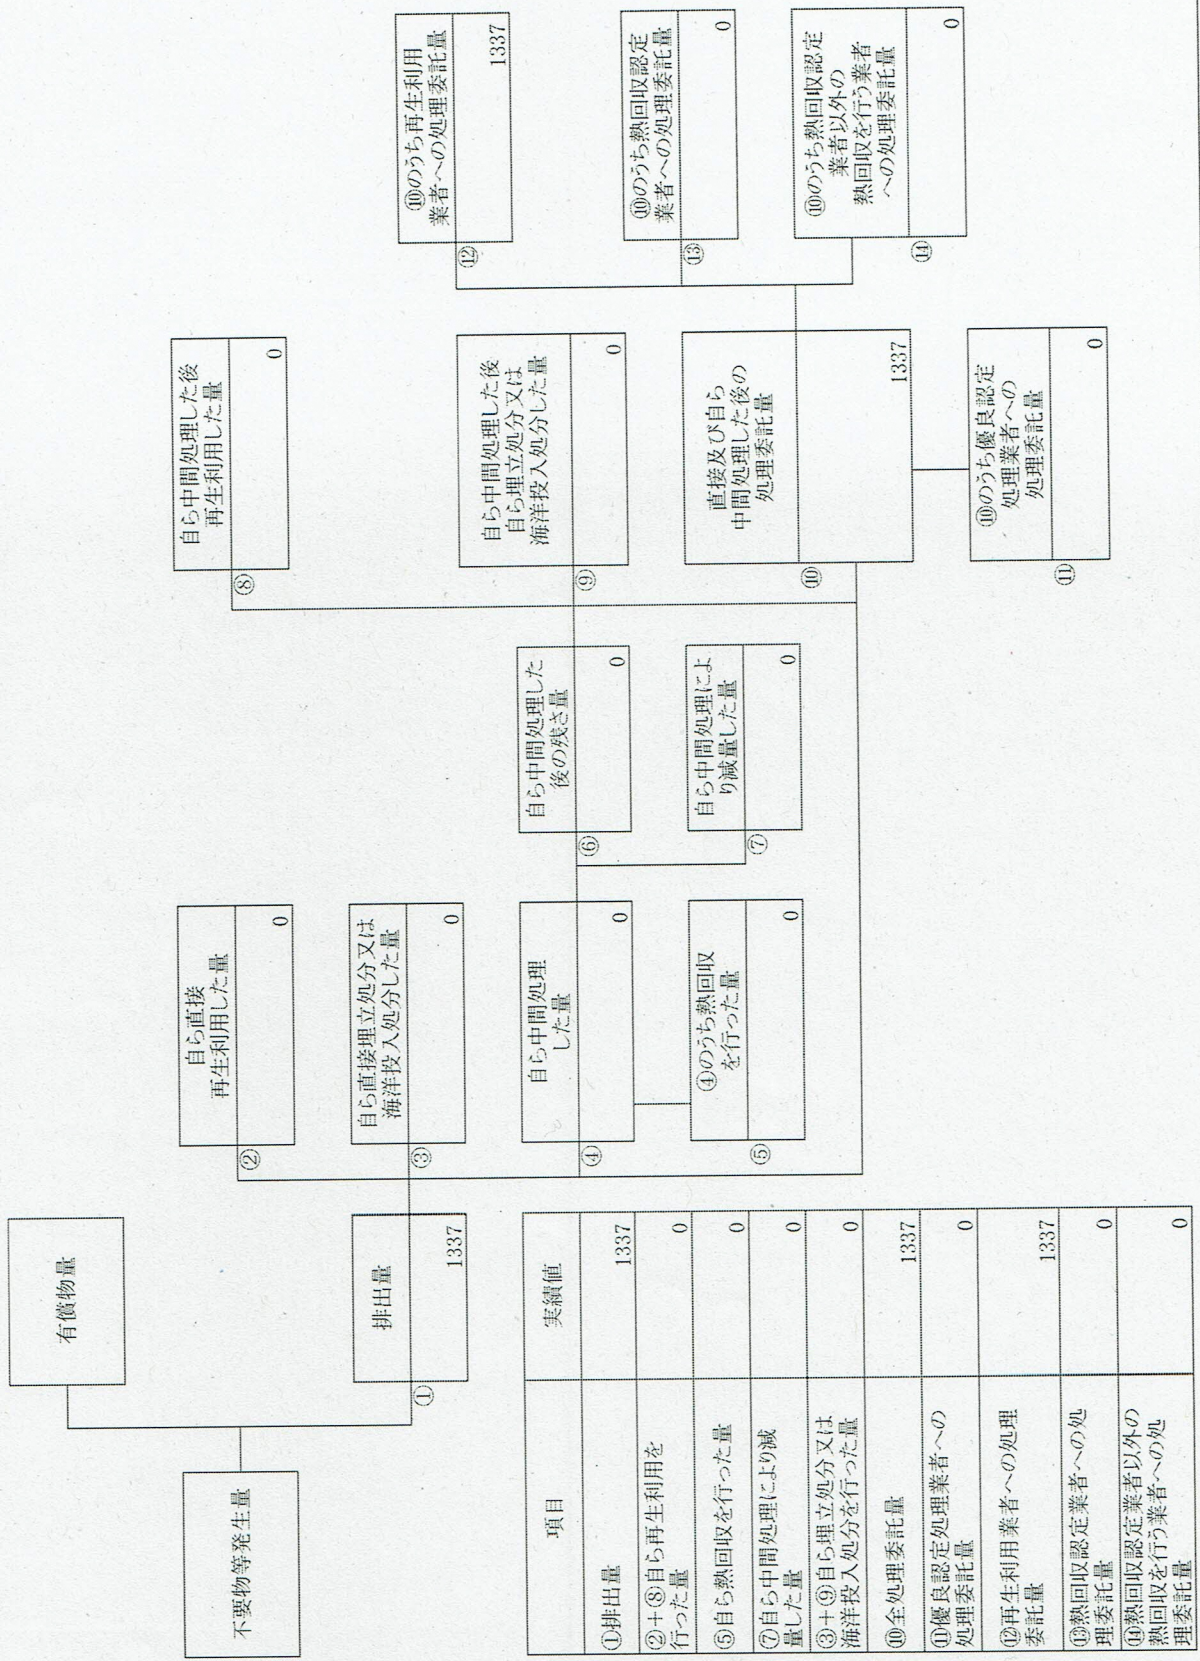 有償物量
不要物等発生量
排出量
①
1337
自ら直接
再生利用した量
②
0
自ら直接埋立処分又は
海洋投入処分した量
③
0
自ら中間処理
した量
④
0
④のうち熱回収
を行った量
⑤
0
自ら中間処理した
後の残さ量
⑥
0
自ら中間処理によ
り減量した量
⑦
0
自ら中間処理した後
再生利用した量
⑧
0
自ら中間処理した後
自ら埋立処分又は
海洋投入処分した量
⑨
0
直接及び自ら
中間処理した後の
処理委託量
⑩
1337
⑩のうち優良認定
処理業者への
処理委託量
⑪
0
⑩のうち再生利用
業者への処理委託量
⑫
1337
⑩のうち熱回収認定
業者への処理委託量
⑬
0
⑩のうち熱回収認定
業者以外の
熱回収を行う業者
への処理委託量
⑭
0
項目 実績値
①排出量 1337
②+⑧自ら再生利用を
行った量 0
⑤自ら熱回収を行った量 0
⑦自ら中間処理により減
量した量 0
③+⑨自ら埋立処分又は
海洋投入処分を行った量 0
⑩全処理委託量 1337
⑪優良認定処理業者への
処理委託量 0
⑫再生利用業者への処理
委託量 1337
⑬熱回収認定業者への処
理委託量 0
⑭熱回収認定業者以外の
熱回収を行う業者への処
理委託量 0